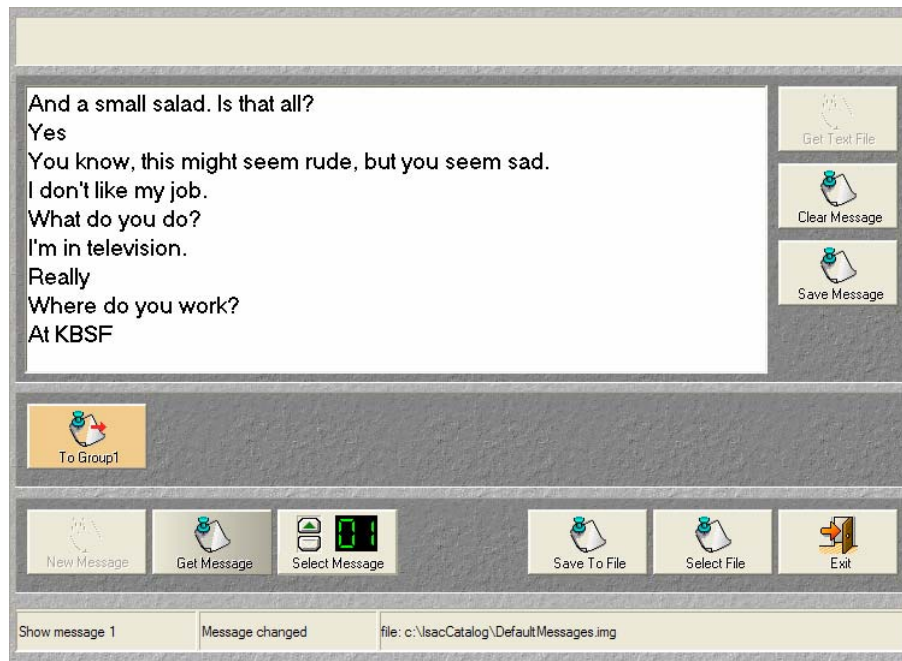 And a small salad. Is that all?
Yes
You know, this might seem rude, but you seem sad.
I don't like my job.
What do you do?
I'm in television.
Really
Where do you work?
At KBSF
Get Text File
Clear Message
Save Message
To Group1
New Message
Get Message
01
Select Message
Save To File
Select File
Exit
Show message 1
Message changed
file: c:\IsacCatalog\DefaultMessages.img